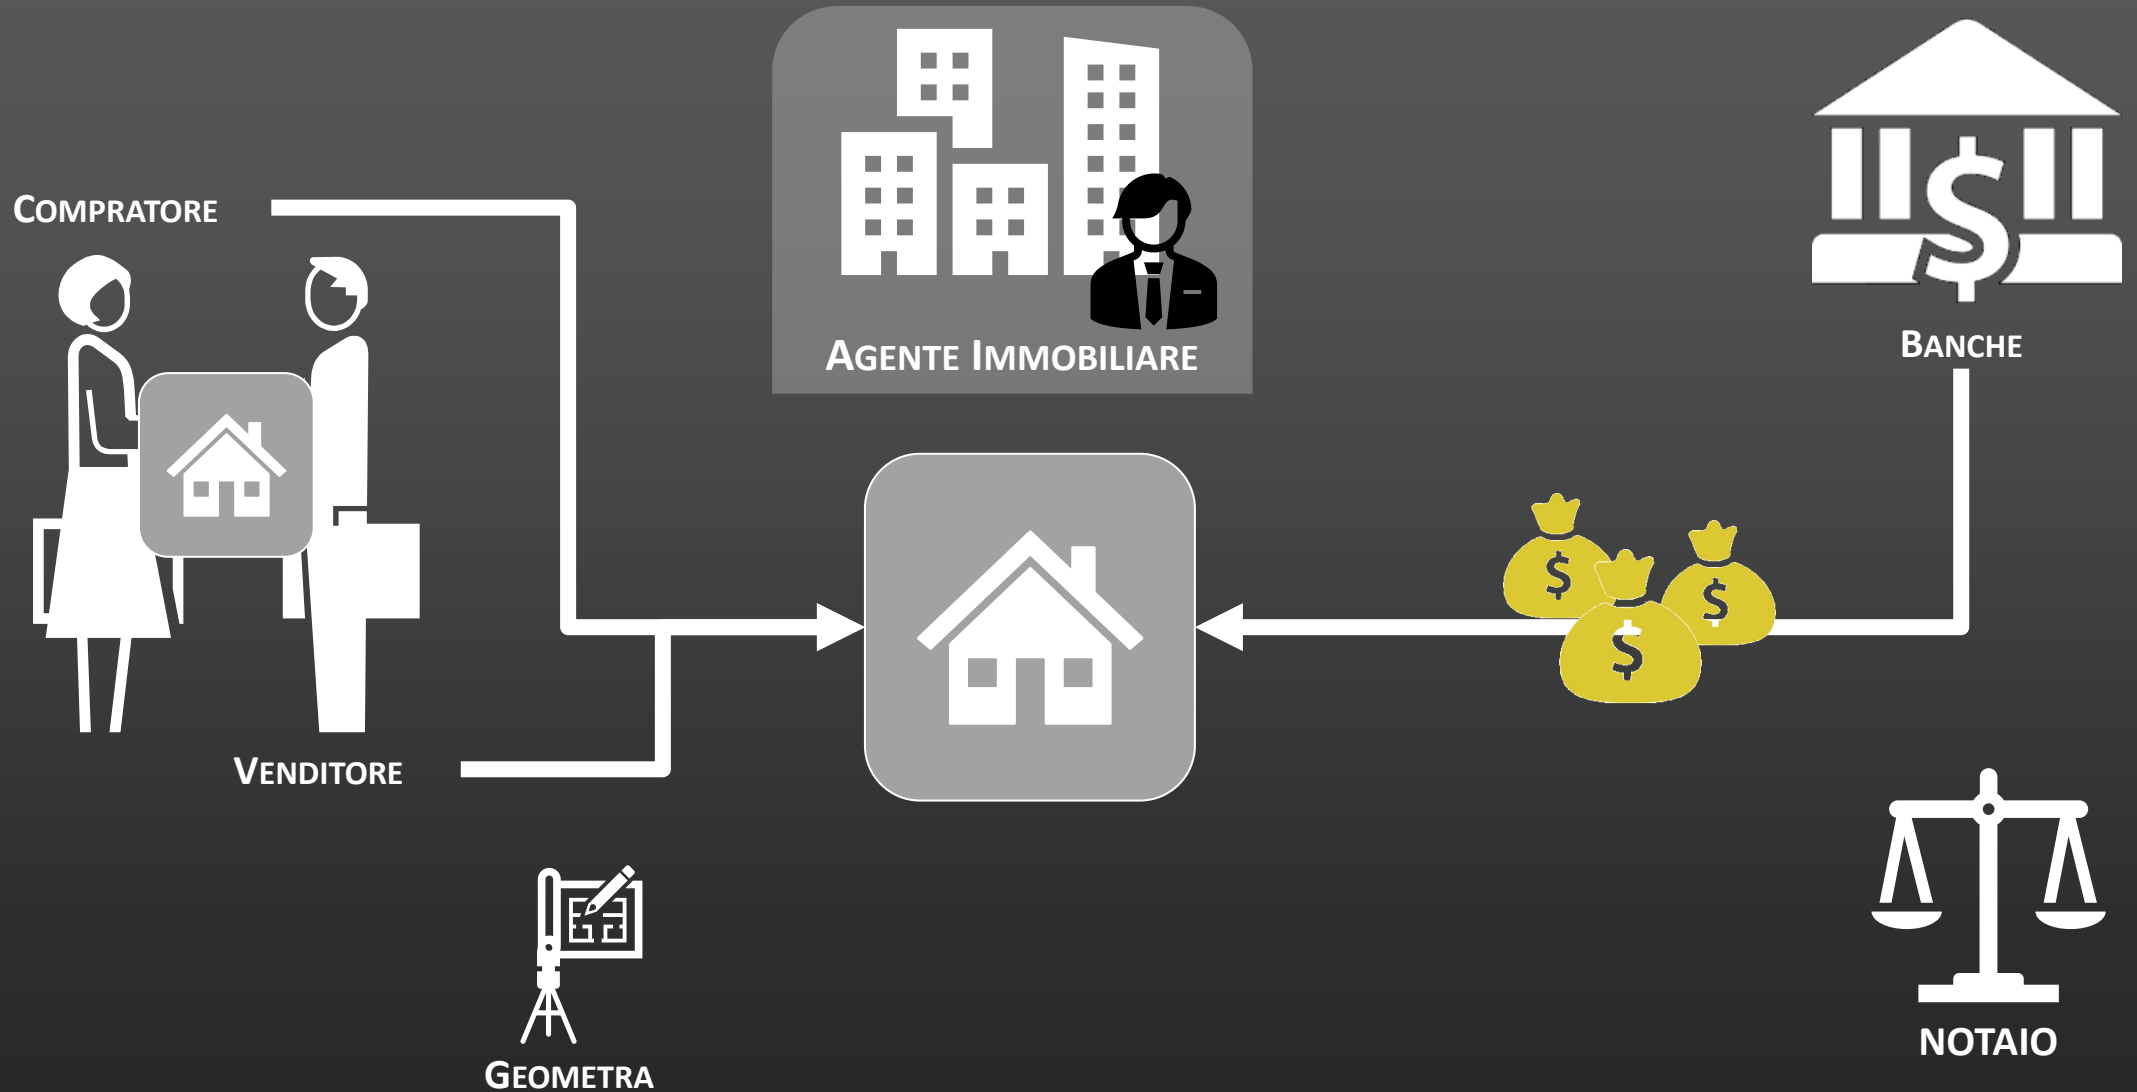 COMPRATORE
AGENTE IMMOBILIARE
BANCHE
$
$
$
$
VENDITORE
GEOMETRA
NOTAIO